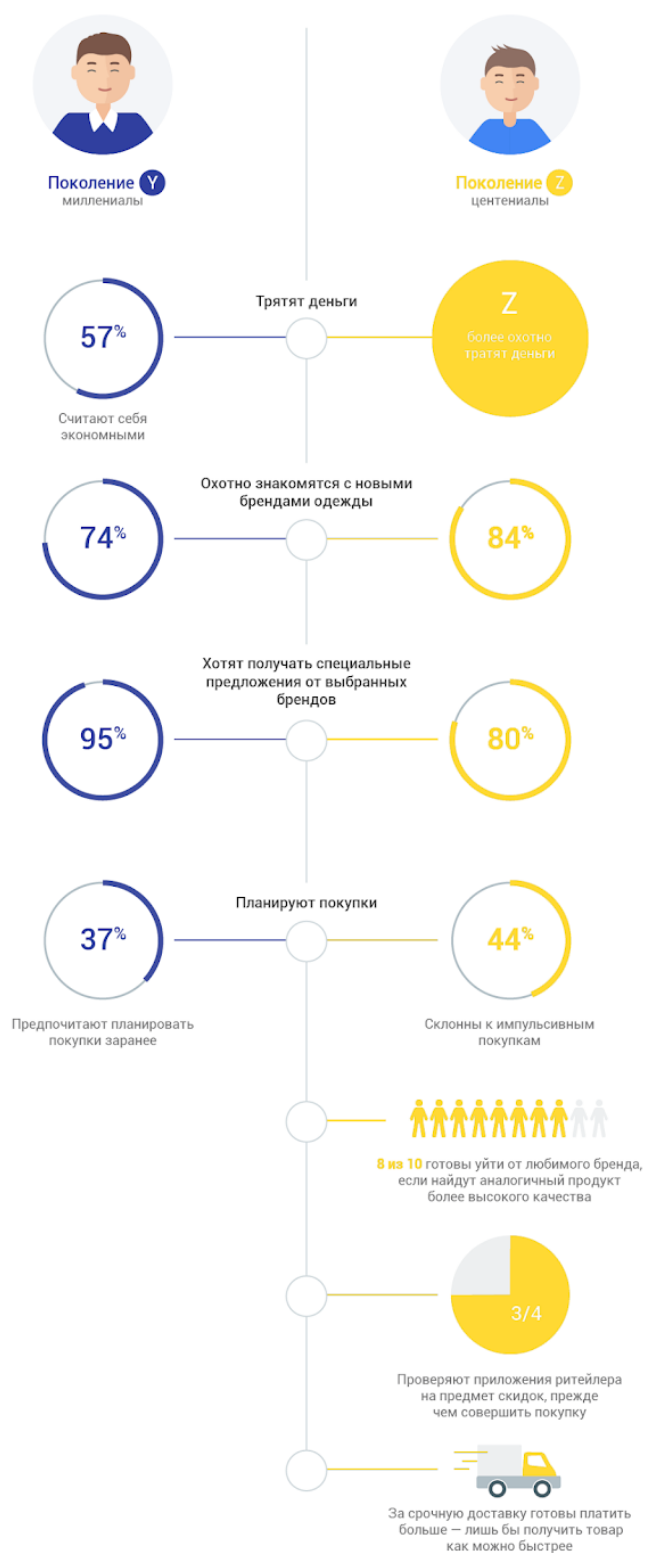 Поколение Y
миллениалы
Поколение Z
центениалы
Тратят деньги
57%
Считают себя
экономными
Z
более охотно
тратят деньги
Охотно знакомятся с новыми
брендами одежды
74%
84%
Хотят получать специальные
предложения от выбранных
брендов
95%
80%
Планируют покупки
37%
Предпочитают планировать
покупки заранее
44%
Склонны к импульсивным
покупкам
8 из 10 готовы уйти от любимого бренда,
если найдут аналогичный продукт
более высокого качества
3/4
Проверяют приложения ритейлера
на предмет скидок, прежде
чем совершить покупку
За срочную доставку готовы платить
больше — лишь бы получить товар
как можно быстрее